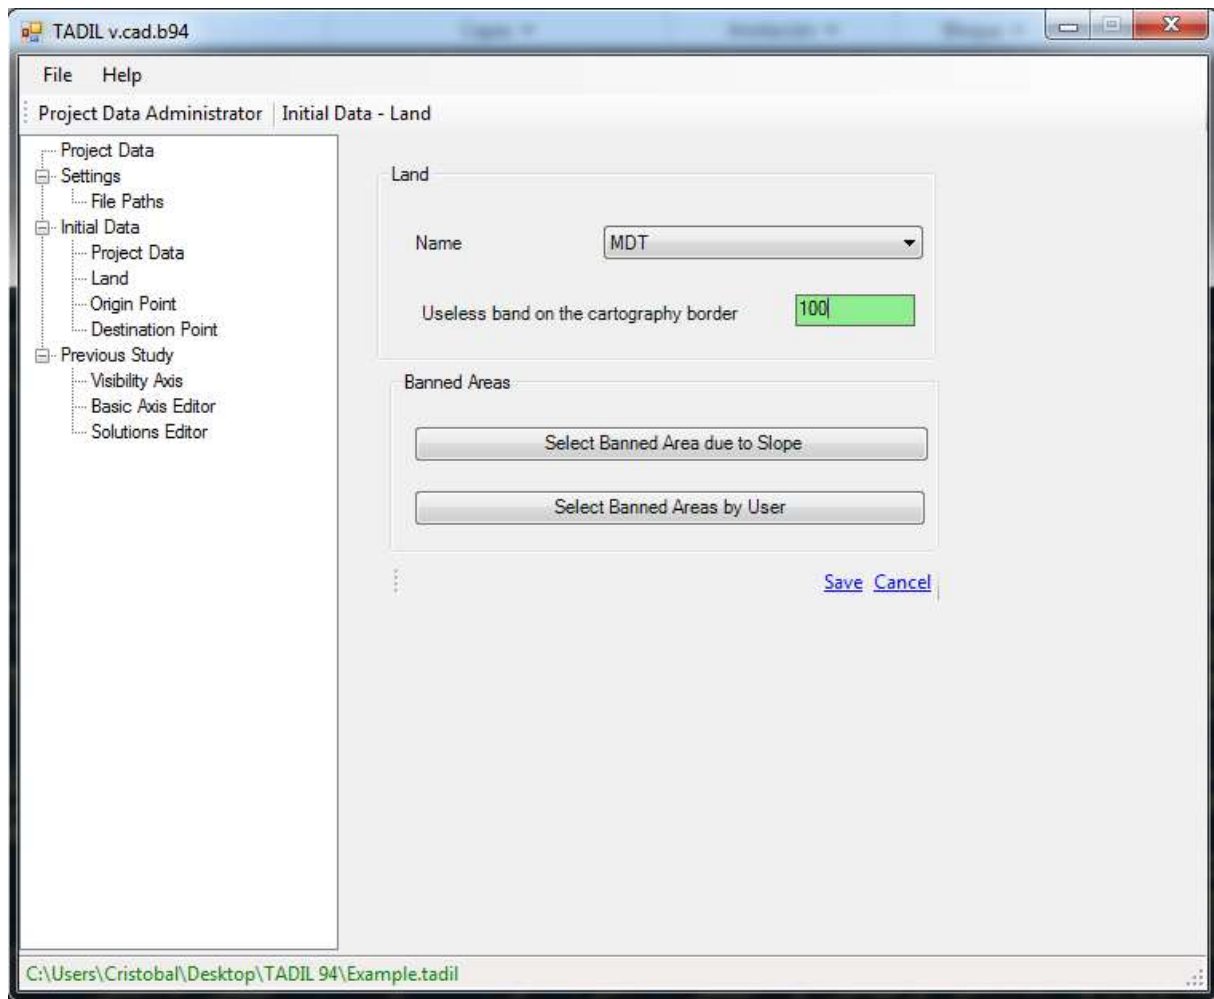 TADIL v.cad.b94
File Help
Project Data Administrator Initial Data - Land
Project Data
Settings
File Paths
Initial Data
Project Data
Land
Origin Point
Destination Point
Previous Study
Visibility Axis
Basic Axis Editor
Solutions Editor
Land
Name MDT
Useless band on the cartography border 100
Banned Areas
Select Banned Area due to Slope
Select Banned Areas by User
Save Cancel
C:\Users\Cristobal\Desktop\TADIL 94\Example.tadil